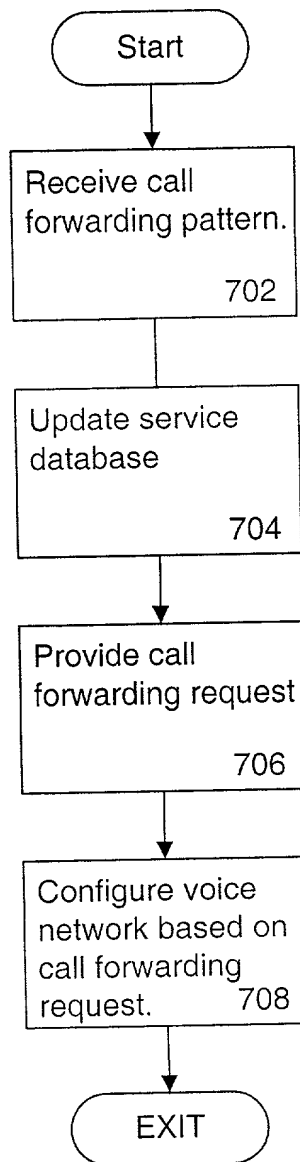 Start
Receive call
forwarding pattern.
702
Update service
database
704
Provide call
forwarding request
706
Configure voice
network based on
call forwarding
request. 708
EXIT